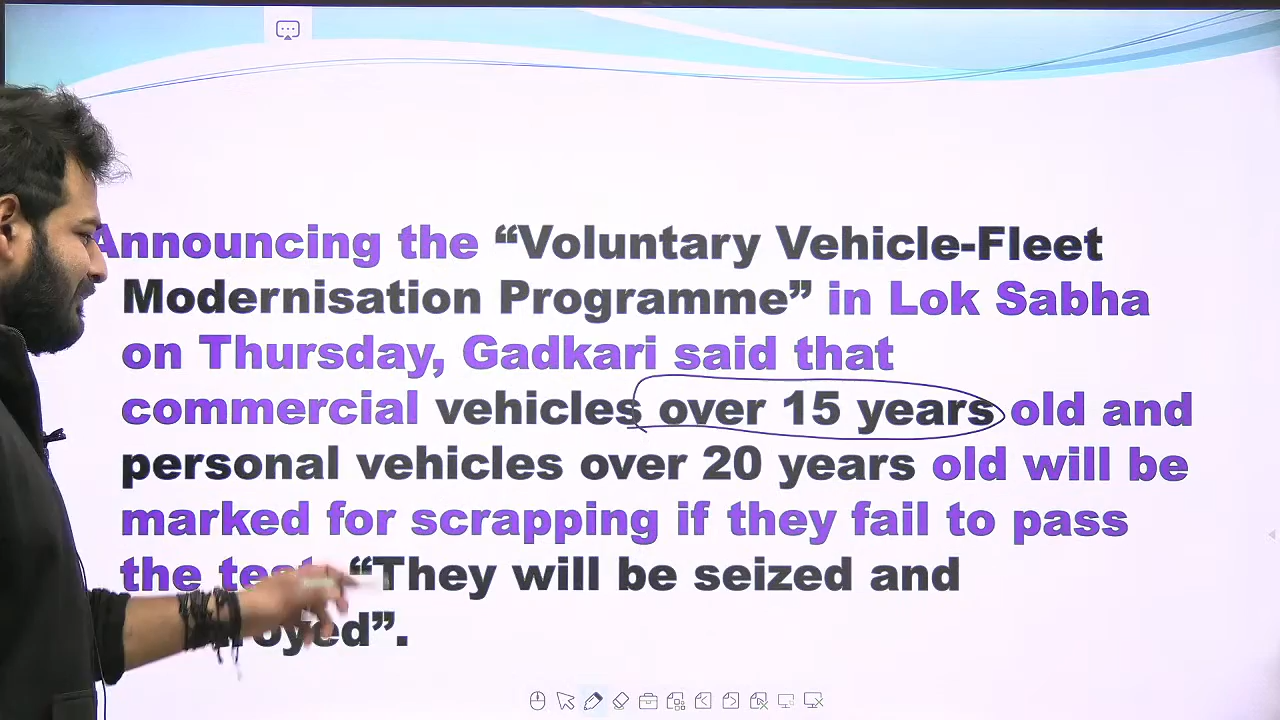 Announcing the “Voluntary Vehicle-Fleet
Modernisation Programme” in Lok Sabha
on Thursday, Gadkari said that
commercial vehicles over 15 years old and
personal vehicles over 20 years old will be
marked for scrapping if they fail to pass
the “They will be seized and